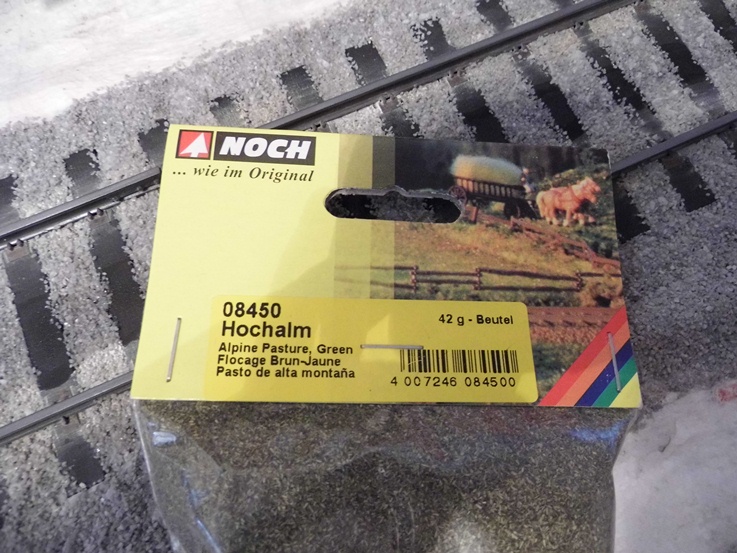 NOCH
... wie im Original
08450
Hochalm
42 g - Beutel
Alpine Pasture, Green
Flocage Brun-Jaune
Pasto de alta montaña
4 007246 084500